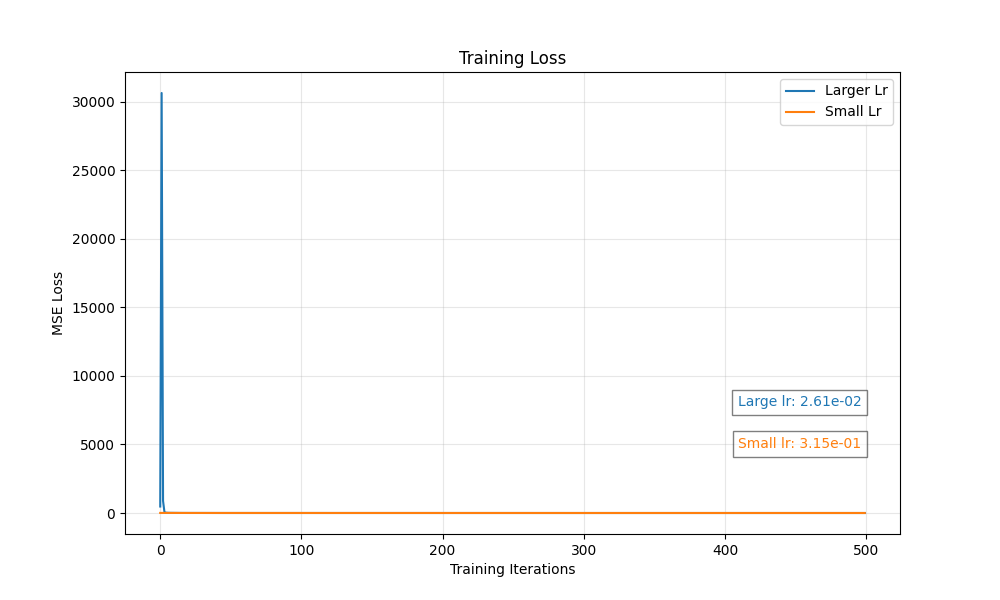 Training Loss
Larger Lr
Small Lr
MSE Loss
30000
25000
20000
15000
10000
5000
0
Large lr: 2.61e-02
Small lr: 3.15e-01
0 100 200 300 400 500
Training Iterations